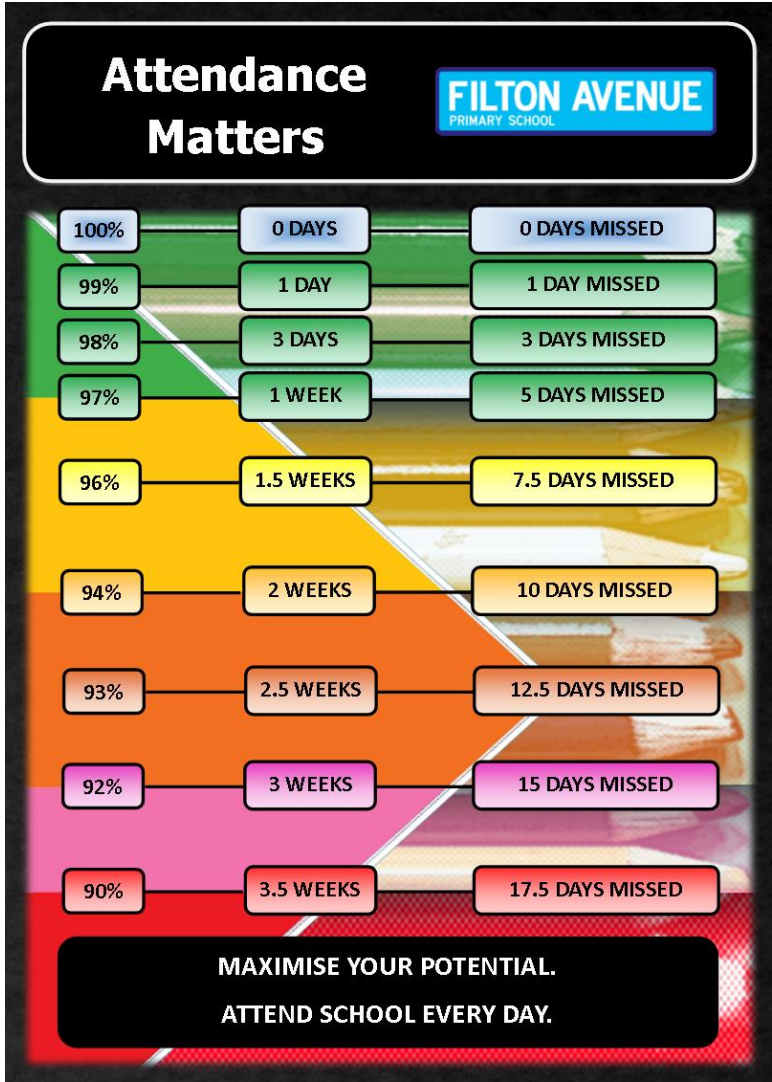 Attendance
Matters
FILTON AVENUE
PRIMARY SCHOOL
100% 0 DAYS 0 DAYS MISSED
99% 1 DAY 1 DAY MISSED
98% 3 DAYS 3 DAYS MISSED
97% 1 WEEK 5 DAYS MISSED
96% 1.5 WEEKS 7.5 DAYS MISSED
94% 2 WEEKS 10 DAYS MISSED
93% 2.5 WEEKS 12.5 DAYS MISSED
92% 3 WEEKS 15 DAYS MISSED
90% 3.5 WEEKS 17.5 DAYS MISSED
MAXIMISE YOUR POTENTIAL.
ATTEND SCHOOL EVERY DAY.